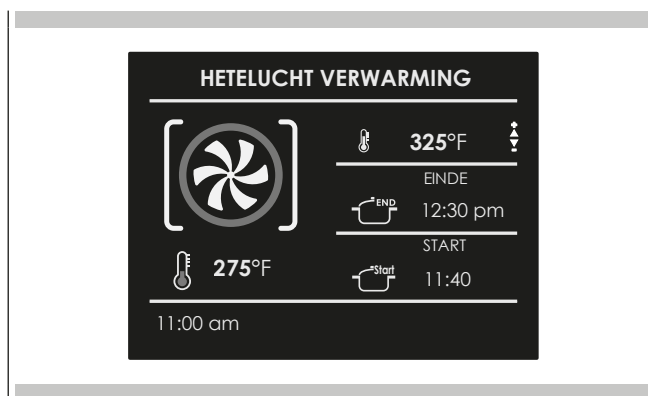 HETELUCHT VERWARMING
325°F
EINDE
END
12:30 pm
START
Start
11:40
275°F
11:00 am